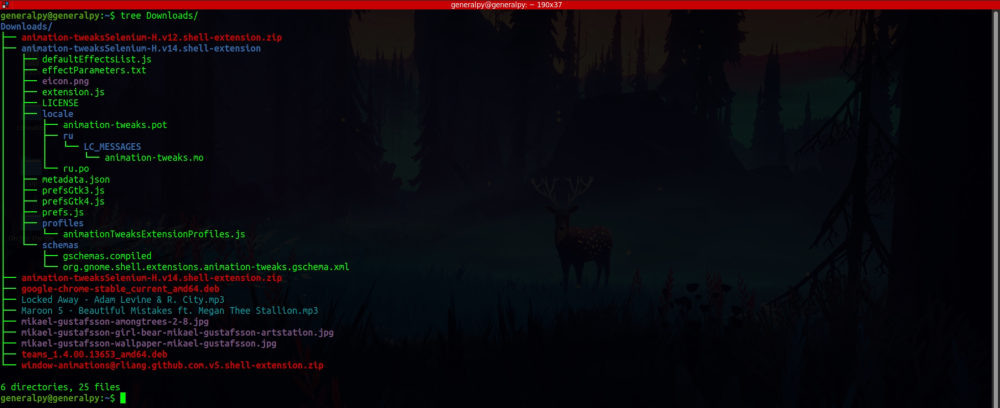 generalpy@generalpy: ~ 190x37
generalpy@generalpy:~$ tree Downloads/
Downloads/
├── animation-tweaksSelenium-H.v12.shell-extension.zip
├── animation-tweaksSelenium-H.v14.shell-extension
│   ├── defaultEffectsList.js
│   ├── effectParameters.txt
│   ├── eicon.png
│   ├── extension.js
│   ├── LICENSE
│   ├── locale
│   │   ├── animation-tweaks.pot
│   │   ├── ru
│   │   │   └── LC_MESSAGES
│   │   │       └── animation-tweaks.mo
│   │   └── ru.po
│   ├── metadata.json
│   ├── prefsGtk3.js
│   ├── prefsGtk4.js
│   ├── prefs.js
│   ├── profiles
│   │   └── animationTweaksExtensionProfiles.js
│   └── schemas
│       ├── gschemas.compiled
│       └── org.gnome.shell.extensions.animation-tweaks.gschema.xml
├── animation-tweaksSelenium-H.v14.shell-extension.zip
├── google-chrome-stable_current_amd64.deb
├── Locked Away - Adam Levine & R. City.mp3
├── Maroon 5 - Beautiful Mistakes ft. Megan Thee Stallion.mp3
├── mikael-gustafsson-amongtrees-2-8.jpg
├── mikael-gustafsson-girl-bear-mikael-gustafsson-artstation.jpg
├── mikael-gustafsson-wallpaper-mikael-gustafsson.jpg
├── teams_1.4.00.13653_amd64.deb
└── window-animations@rliang.github.com.v5.shell-extension.zip
6 directories, 25 files
generalpy@generalpy:~$